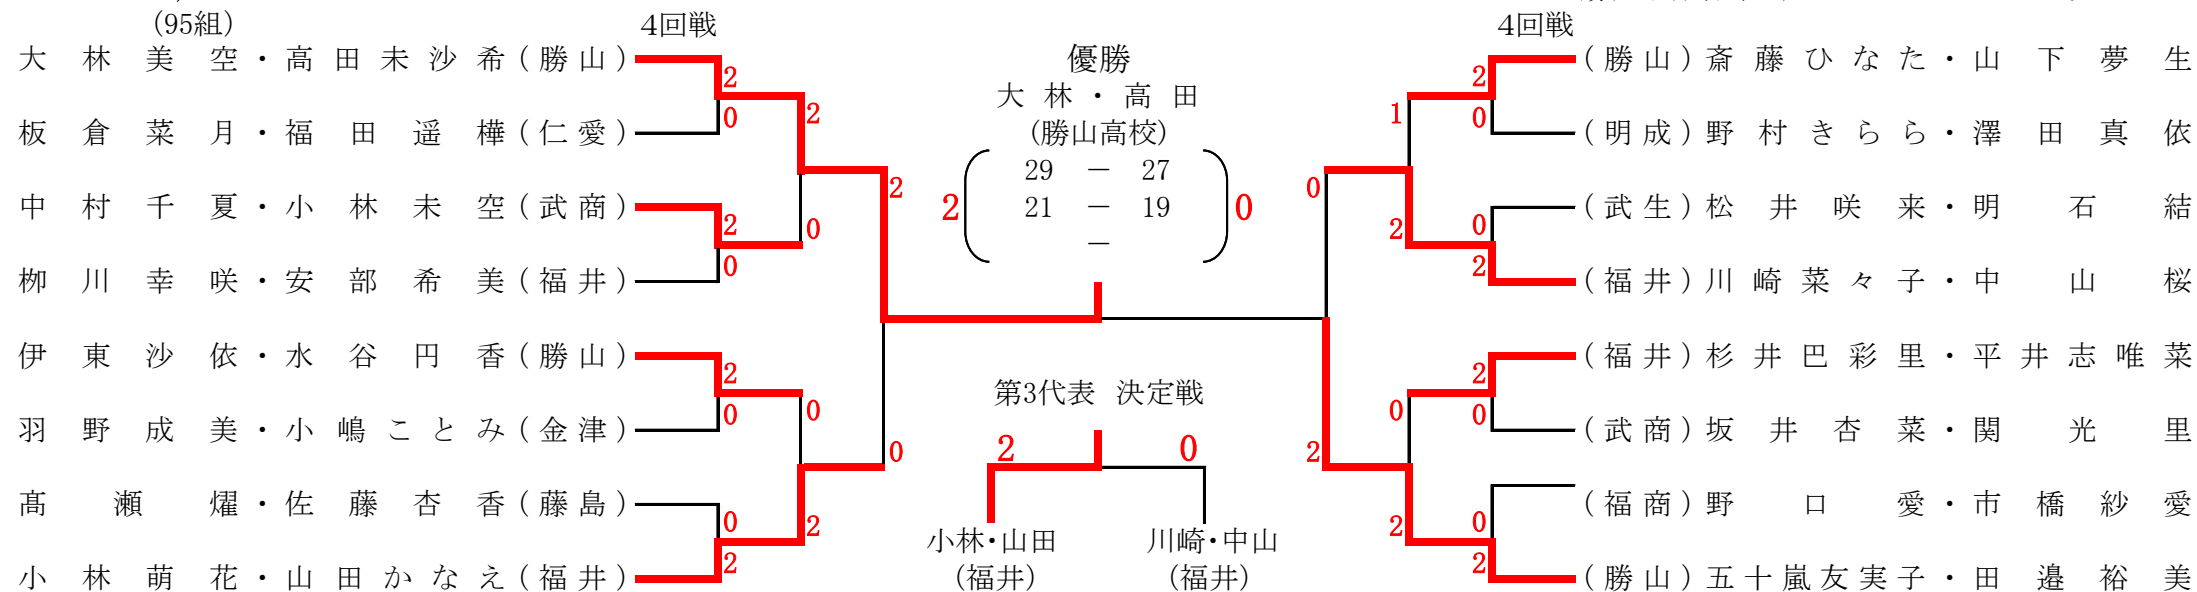 (95組)
4回戦
4回戦
大林美空・高田未沙希(勝山)
2
0
板倉菜月・福田遥樺(仁愛)
2
中村千夏・小林未空(武商)
2
0
0
栁川幸咲・安部希美(福井)
2
伊東沙依・水谷円香(勝山)
2
0
0
羽野成美・小嶋ことみ(金津)
0
髙瀬燿・佐藤杏香(藤島)
0
2
2
小林萌花・山田かなえ(福井)
優勝
大林・高田
(勝山高校)
2
29 － 27
21 － 19
－
0
第3代表 決定戦
2 0
小林・山田 川崎・中山
(福井) (福井)
(勝山)斎藤ひなた・山下夢生
2
0
1
(明成)野村きらら・澤田真依
0
(武生)松井咲来・明石結
0
2
2
(福井)川崎菜々子・中山桜
(福井)杉井巴彩里・平井志唯菜
2
0
0
(武商)坂井杏菜・関光里
2
(福商)野口愛・市橋紗愛
0
2
2
(勝山)五十嵐友実子・田邉裕美